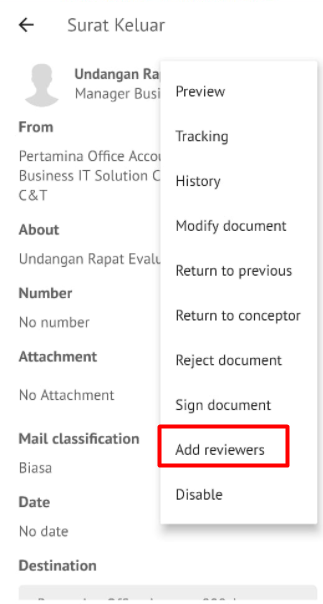 Surat Keluar
Undangan Ra
Manager Busi
From
Pertamina Office Accou
Business IT Solution C
C&T
About
Undangan Rapat Evalu
Number
No number
Attachment
No Attachment
Mail classification
Biasa
Date
No date
Destination
Preview
Tracking
History
Modify document
Return to previous
Return to conceptor
Reject document
Sign document
Add reviewers
Disable